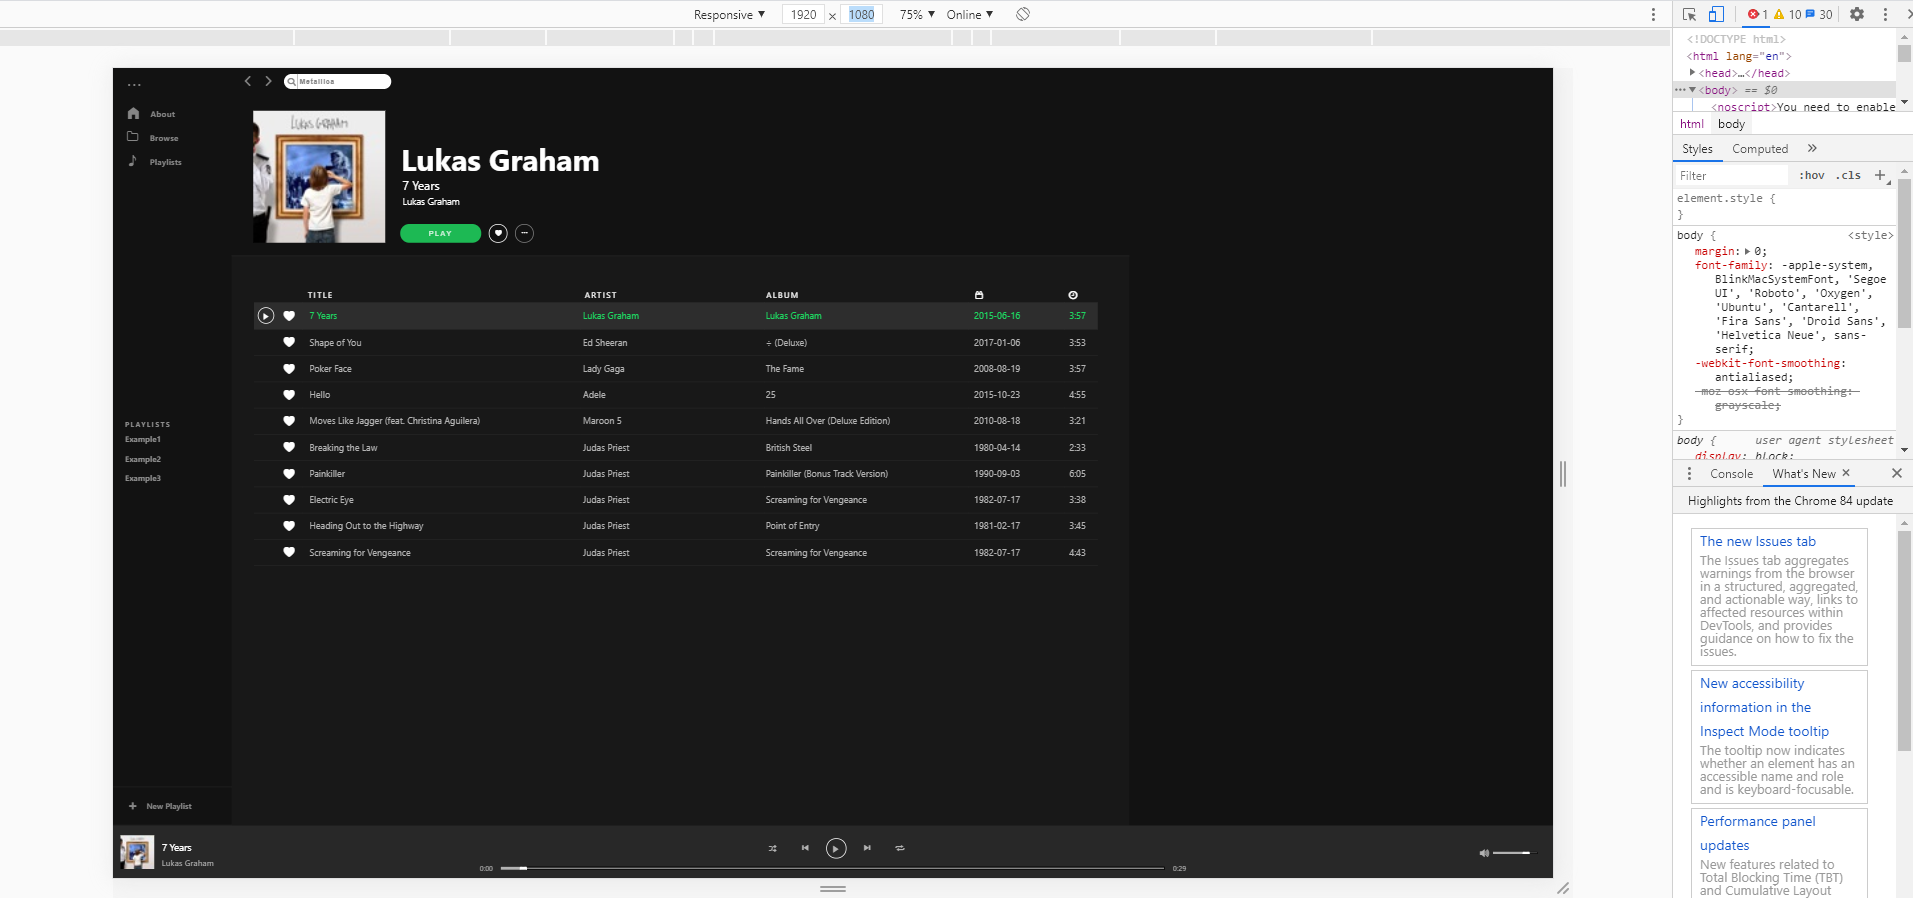 Responsive ▼ 1920 × 1080 75% ▼ Online ▼
1 10 30
<!DOCTYPE html>
<html lang="en">
<head>…</head>
<body> == $0
<noscript>You need to enable
html body
Styles Computed »
Filter :hov .cls +
element.style {
}
body { <style>
margin: 0;
font-family: -apple-system,
BlinkMacSystemFont, 'Segoe
UI', 'Roboto', 'Oxygen',
'Ubuntu', 'Cantarell',
'Fira Sans', 'Droid Sans',
'Helvetica Neue', sans-
serif;
-webkit-font-smoothing:
antialiased;
-moz-osx-font-smoothing:
grayscale;
}
body { user agent stylesheet
display: block;
Console What's New
Highlights from the Chrome 84 update
The new Issues tab
The Issues tab aggregates
warnings from the browser
in a structured, aggregated,
and actionable way, links to
affected resources within
DevTools, and provides
guidance on how to fix the
issues.
New accessibility
information in the
Inspect Mode tooltip
The tooltip now indicates
whether an element has an
accessible name and role
and is keyboard-focusable.
Performance panel
updates
New features related to
Total Blocking Time (TBT)
and Cumulative Layout
Metallica
About
Browse
Playlists
PLAYLISTS
Example1
Example2
Example3
New Playlist
LUKAS GRAHAM
Lukas Graham
7 Years
Lukas Graham
PLAY
TITLE ARTIST ALBUM
7 Years Lukas Graham Lukas Graham 2015-06-16 3:57
Shape of You Ed Sheeran ÷ (Deluxe) 2017-01-06 3:53
Poker Face Lady Gaga The Fame 2008-08-19 3:57
Hello Adele 25 2015-10-23 4:55
Moves Like Jagger (feat. Christina Aguilera) Maroon 5 Hands All Over (Deluxe Edition) 2010-08-18 3:21
Breaking the Law Judas Priest British Steel 1980-04-14 2:33
Painkiller Judas Priest Painkiller (Bonus Track Version) 1990-09-03 6:05
Electric Eye Judas Priest Screaming for Vengeance 1982-07-17 3:38
Heading Out to the Highway Judas Priest Point of Entry 1981-02-17 3:45
Screaming for Vengeance Judas Priest Screaming for Vengeance 1982-07-17 4:43
7 Years
Lukas Graham
0:00 0:29